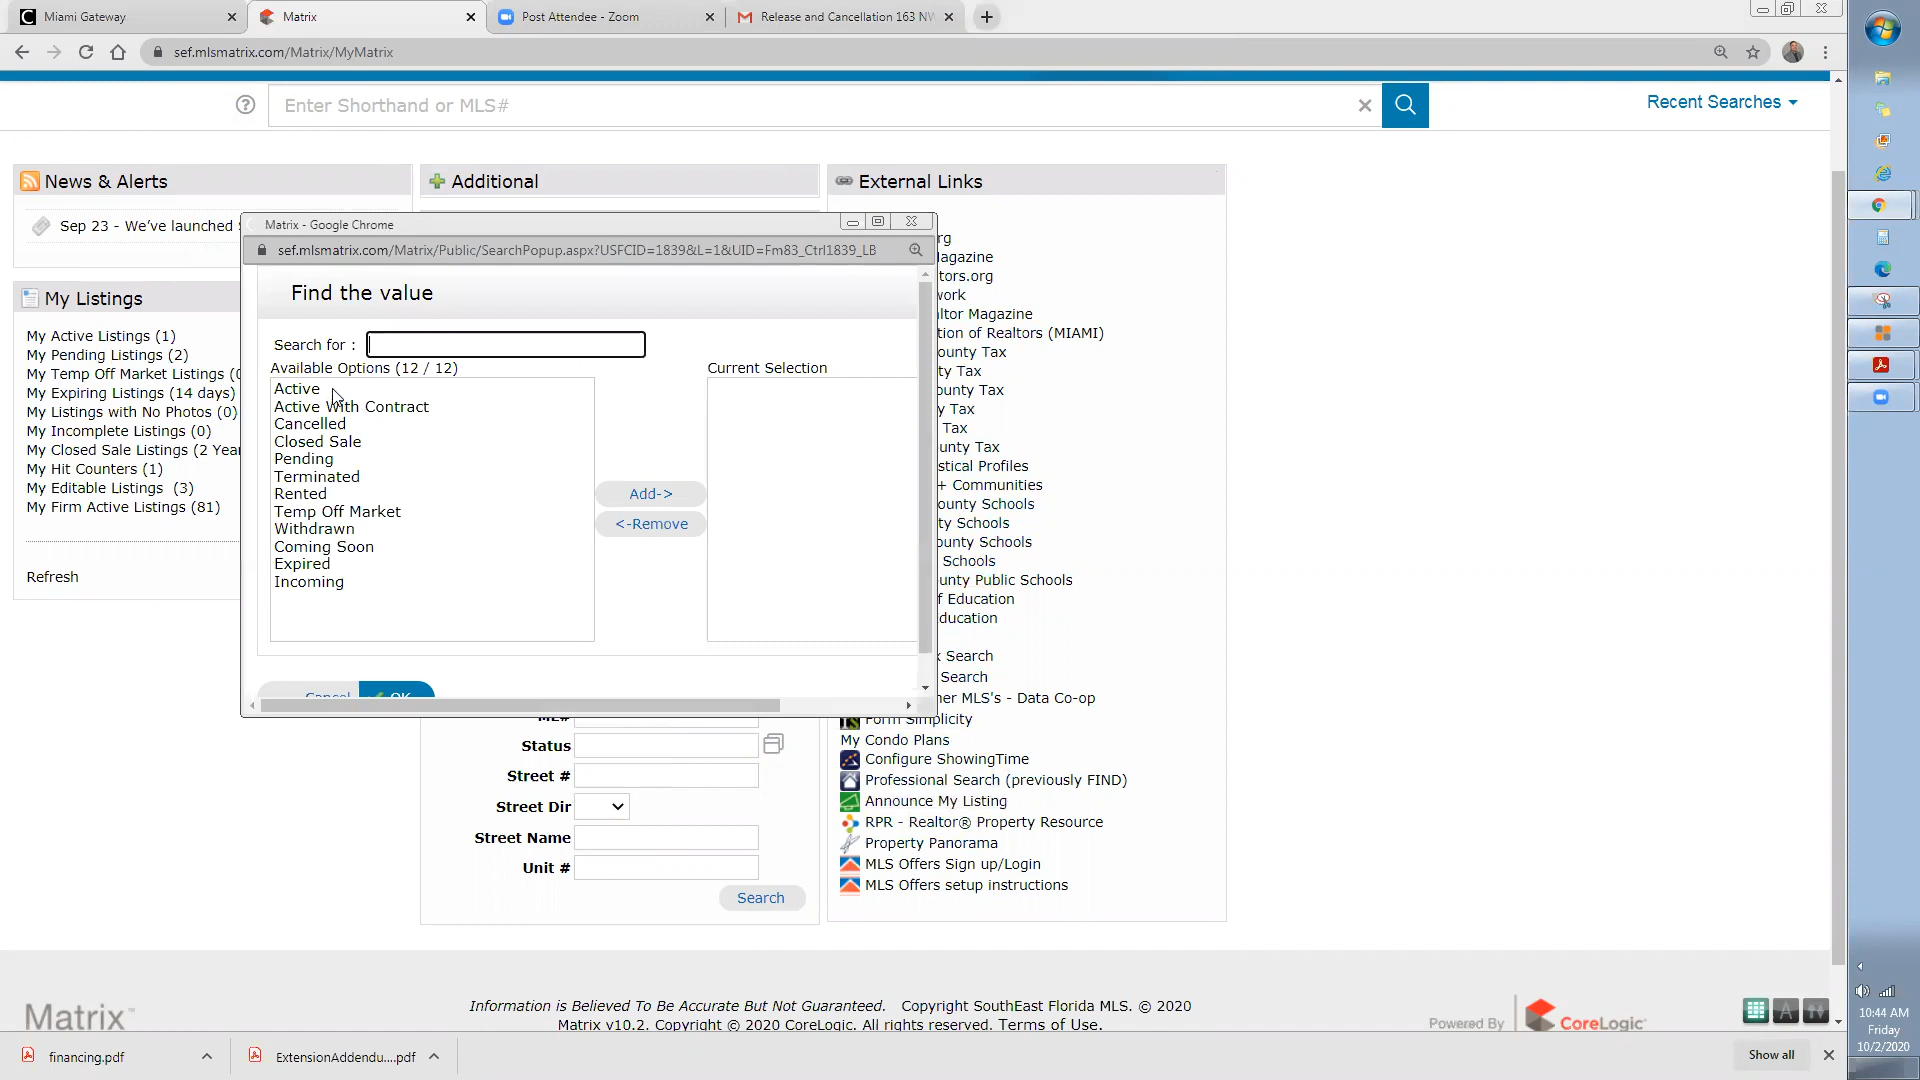 Miami Gateway
Matrix
Post Attendee - Zoom
Release and Cancellation 163 NW
sef.mlsmatrix.com/Matrix/MyMatrix
Enter Shorthand or MLS#
Recent Searches
News & Alerts
Additional
External Links
Sep 23 - We've launched
Matrix - Google Chrome
sef.mlsmatrix.com/Matrix/Public/SearchPopup.aspx?USFCID=1839&L=1&UID=Fm83_Ctrl1839_LB
Find the value
Search for :
Available Options (12 / 12)
Current Selection
Active
Active With Contract
Cancelled
Closed Sale
Pending
Terminated
Rented
Temp Off Market
Withdrawn
Coming Soon
Expired
Incoming
Add->
<-Remove
Cancel
OK
My Listings
My Active Listings (1)
My Pending Listings (2)
My Temp Off Market Listings (0
My Expiring Listings (14 days)
My Listings with No Photos (0)
My Incomplete Listings (0)
My Closed Sale Listings (2 Year
My Hit Counters (1)
My Editable Listings (3)
My Firm Active Listings (81)
Refresh
rg
agazine
tors.org
work
ltor Magazine
tion of Realtors (MIAMI)
ounty Tax
y Tax
ounty Tax
y Tax
Tax
unty Tax
stical Profiles
+ Communities
ounty Schools
ty Schools
ounty Schools
Schools
unty Public Schools
f Education
ducation
x Search
Search
her MLS's - Data Co-op
Form Simplicity
My Condo Plans
Configure ShowingTime
Professional Search (previously FIND)
Announce My Listing
RPR - Realtor® Property Resource
Property Panorama
MLS Offers Sign up/Login
MLS Offers setup instructions
ML#
Status
Street #
Street Dir
Street Name
Unit #
Search
Matrix™
Information is Believed To Be Accurate But Not Guaranteed. Copyright SouthEast Florida MLS. © 2020
Matrix v10.2. Copyright © 2020 CoreLogic. All rights reserved. Terms of Use.
Powered By
CoreLogic
financing.pdf
ExtensionAddendu....pdf
Show all
10:44 AM
Friday
10/2/2020